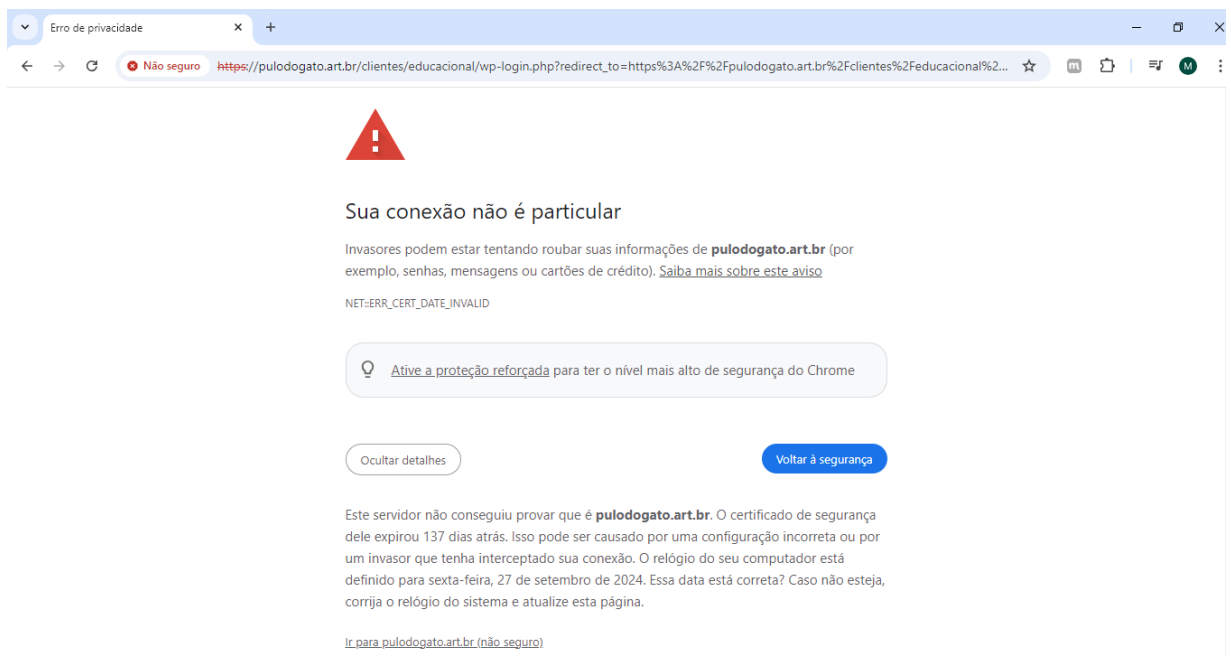 Erro de privacidade
Não seguro https://pulodogato.art.br/clientes/educacional/wp-login.php?redirect_to=https%3A%2F%2Fpulodogato.art.br%2Fclientes%2Feducacional%2... m M
Sua conexão não é particular
Invasores podem estar tentando roubar suas informações de pulodogato.art.br (por
exemplo, senhas, mensagens ou cartões de crédito). Saiba mais sobre este aviso
NET::ERR_CERT_DATE_INVALID
Ative a proteção reforçada para ter o nível mais alto de segurança do Chrome
Ocultar detalhes
Voltar à segurança
Este servidor não conseguiu provar que é pulodogato.art.br. O certificado de segurança
dele expirou 137 dias atrás. Isso pode ser causado por uma configuração incorreta ou por
um invasor que tenha interceptado sua conexão. O relógio do seu computador está
definido para sexta-feira, 27 de setembro de 2024. Essa data está correta? Caso não esteja,
corrija o relógio do sistema e atualize esta página.
Ir para pulodogato.art.br (não seguro)